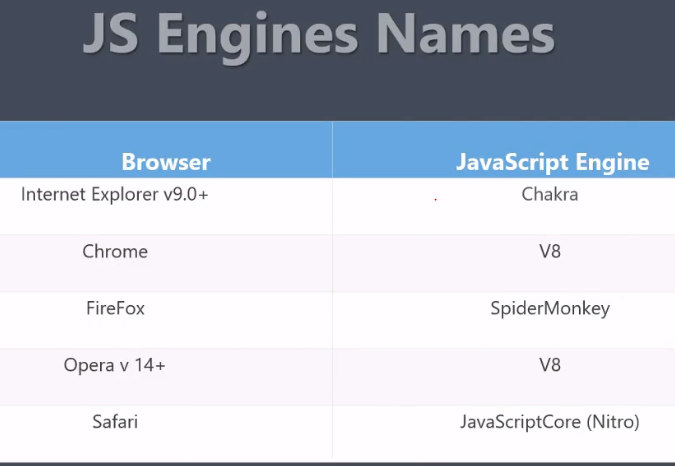 JS Engines Names
Browser JavaScript Engine
Internet Explorer v9.0+ . Chakra
Chrome V8
FireFox SpiderMonkey
Opera v 14+ V8
Safari JavaScriptCore (Nitro)